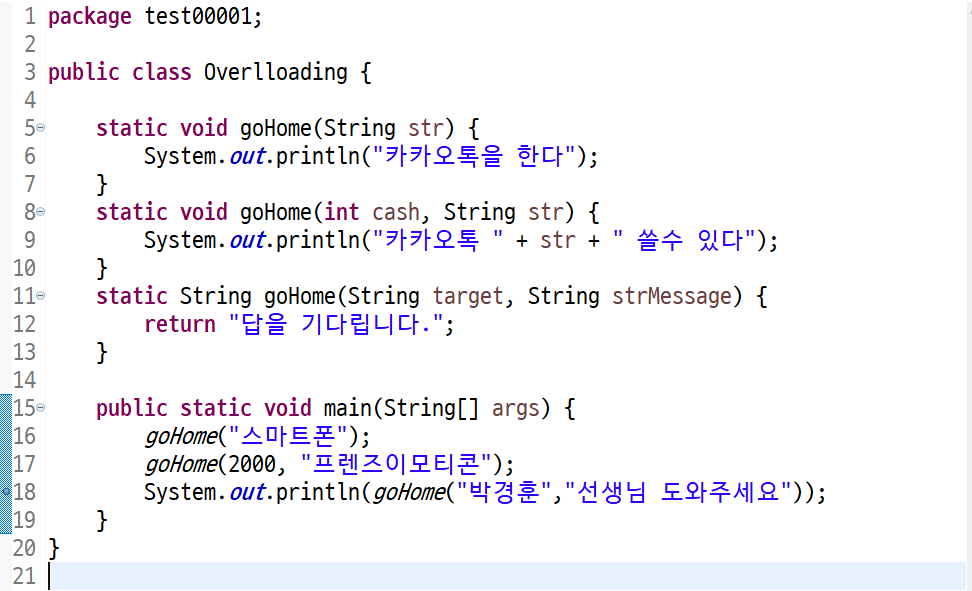 1 package test00001;
2
3 public class Overlloading {
4
5 static void goHome(String str) {
6 System.out.println("카카오톡을 한다");
7 }
8 static void goHome(int cash, String str) {
9 System.out.println("카카오톡 " + str + " 쓸수 있다");
10 }
11 static String goHome(String target, String strMessage) {
12 return "답을 기다립니다.";
13 }
14
15 public static void main(String[] args) {
16 goHome("스마트폰");
17 goHome(2000, "프렌즈이모티콘");
18 System.out.println(goHome("박경훈","선생님 도와주세요"));
19 }
20 }
21